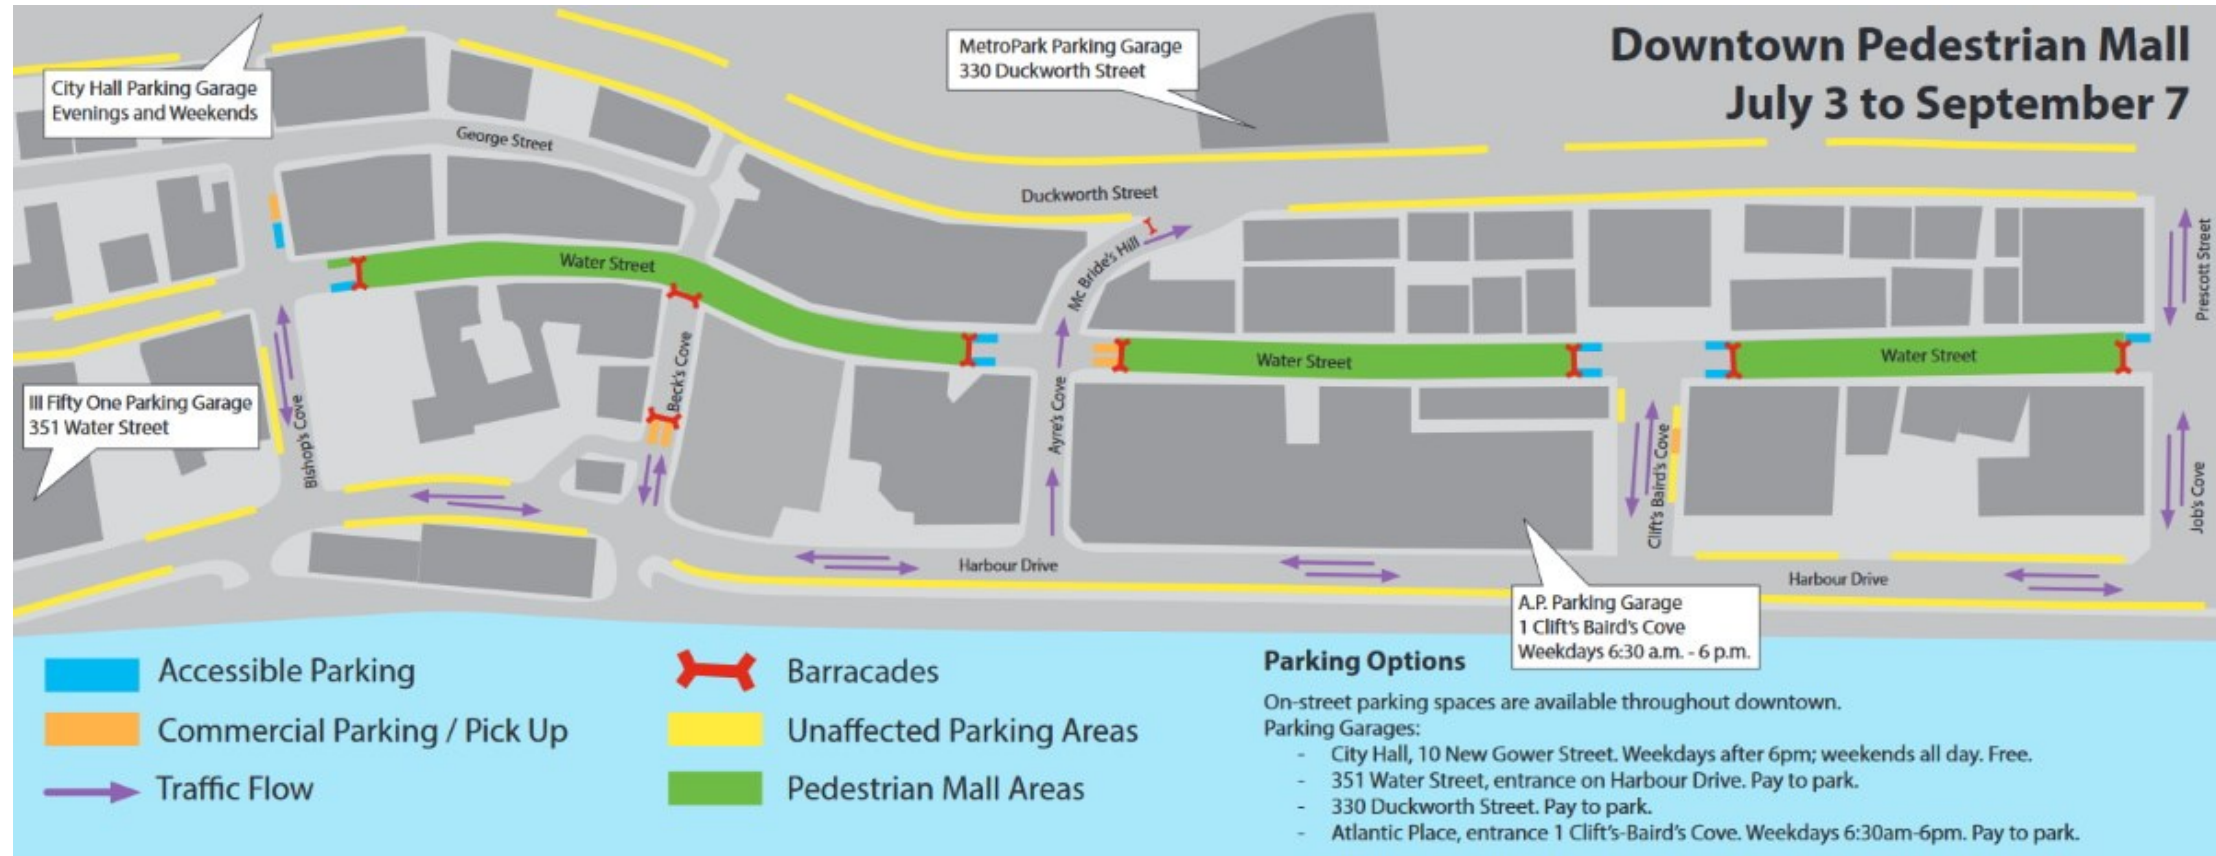 Downtown Pedestrian Mall
July 3 to September 7
City Hall Parking Garage
Evenings and Weekends
MetroPark Parking Garage
330 Duckworth Street
George Street
Duckworth Street
Mc Bride's Hill
Prescott Street
Water Street
Water Street
Water Street
III Fifty One Parking Garage
351 Water Street
Bishop's Cove
Beck's Cove
Ayre's Cove
Clift's Baird's Cove
Job's Cove
Harbour Drive
Harbour Drive
A.P. Parking Garage
1 Clift's Baird's Cove
Weekdays 6:30 a.m. - 6 p.m.
Accessible Parking
Commercial Parking / Pick Up
Traffic Flow
Barracades
Unaffected Parking Areas
Pedestrian Mall Areas
Parking Options
On-street parking spaces are available throughout downtown.
Parking Garages:
- City Hall, 10 New Gower Street. Weekdays after 6pm; weekends all day. Free.
- 351 Water Street, entrance on Harbour Drive. Pay to park.
- 330 Duckworth Street. Pay to park.
- Atlantic Place, entrance 1 Clift's-Baird's Cove. Weekdays 6:30am-6pm. Pay to park.